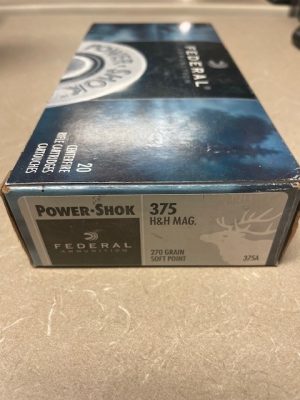 POWER·SHOK
FEDERAL
20
CENTERFIRE
RIFLE CARTRIDGES
CARTOUCHES
POWER·SHOK
FEDERAL
AMMUNITION
375
H&H MAG.
270 GRAIN
SOFT POINT
375A